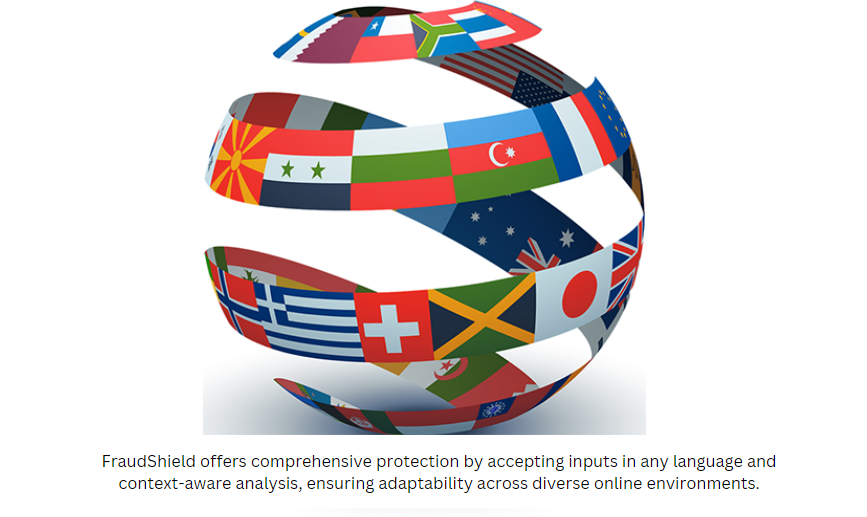 FraudShield offers comprehensive protection by accepting inputs in any language and
context-aware analysis, ensuring adaptability across diverse online environments.